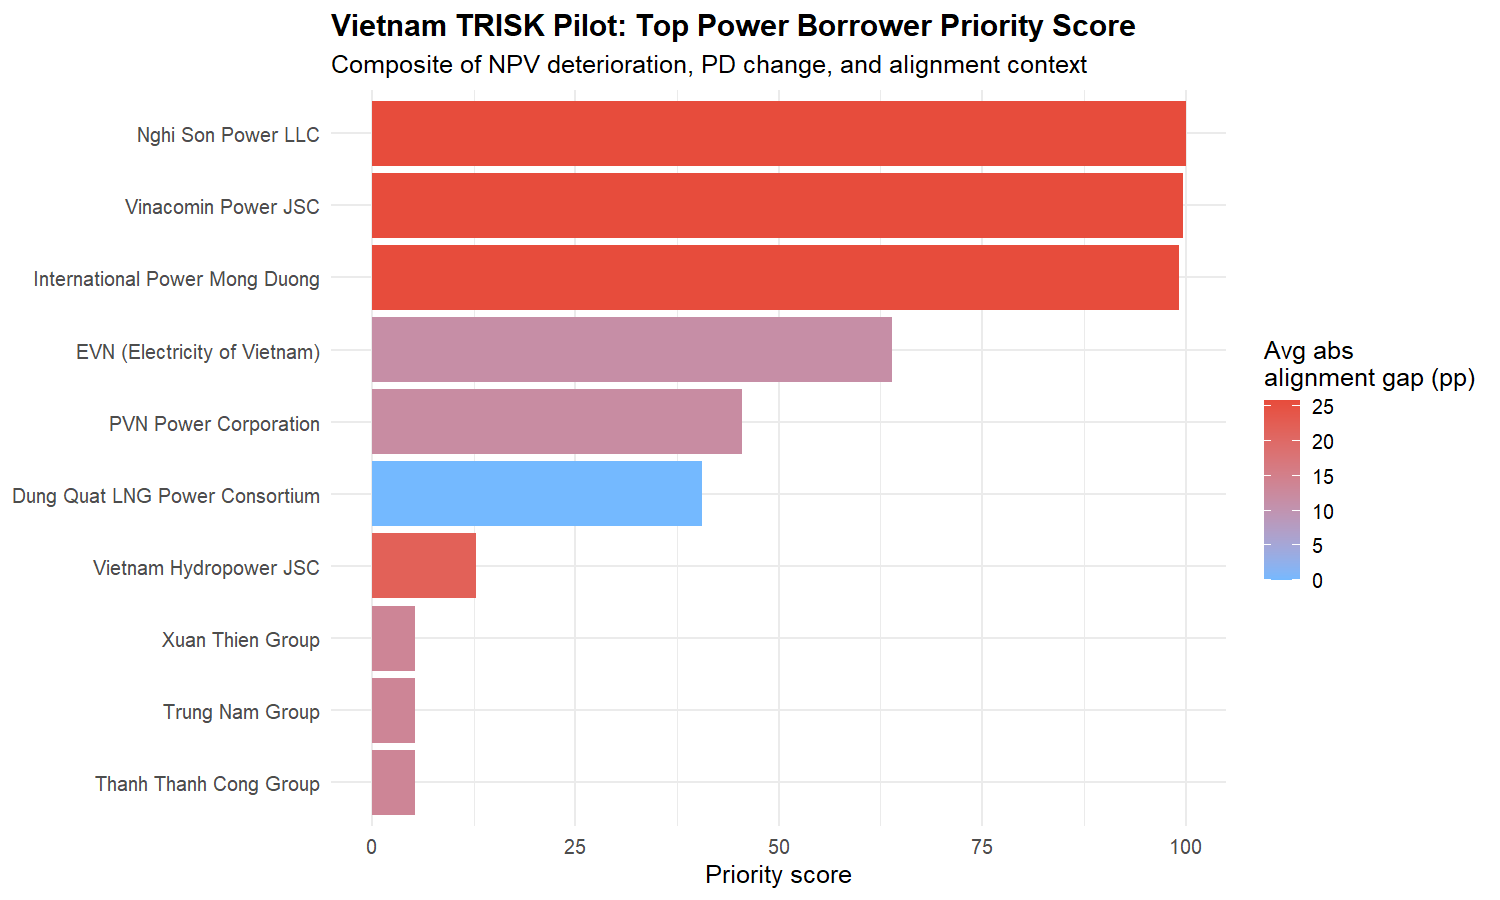 Vietnam TRISK Pilot: Top Power Borrower Priority Score
Composite of NPV deterioration, PD change, and alignment context
Nghi Son Power LLC
Vinacomin Power JSC
International Power Mong Duong
EVN (Electricity of Vietnam)
PVN Power Corporation
Dung Quat LNG Power Consortium
Vietnam Hydropower JSC
Xuan Thien Group
Trung Nam Group
Thanh Thanh Cong Group
0 25 50 75 100
Priority score
Avg abs
alignment gap (pp)
25
20
15
10
5
0